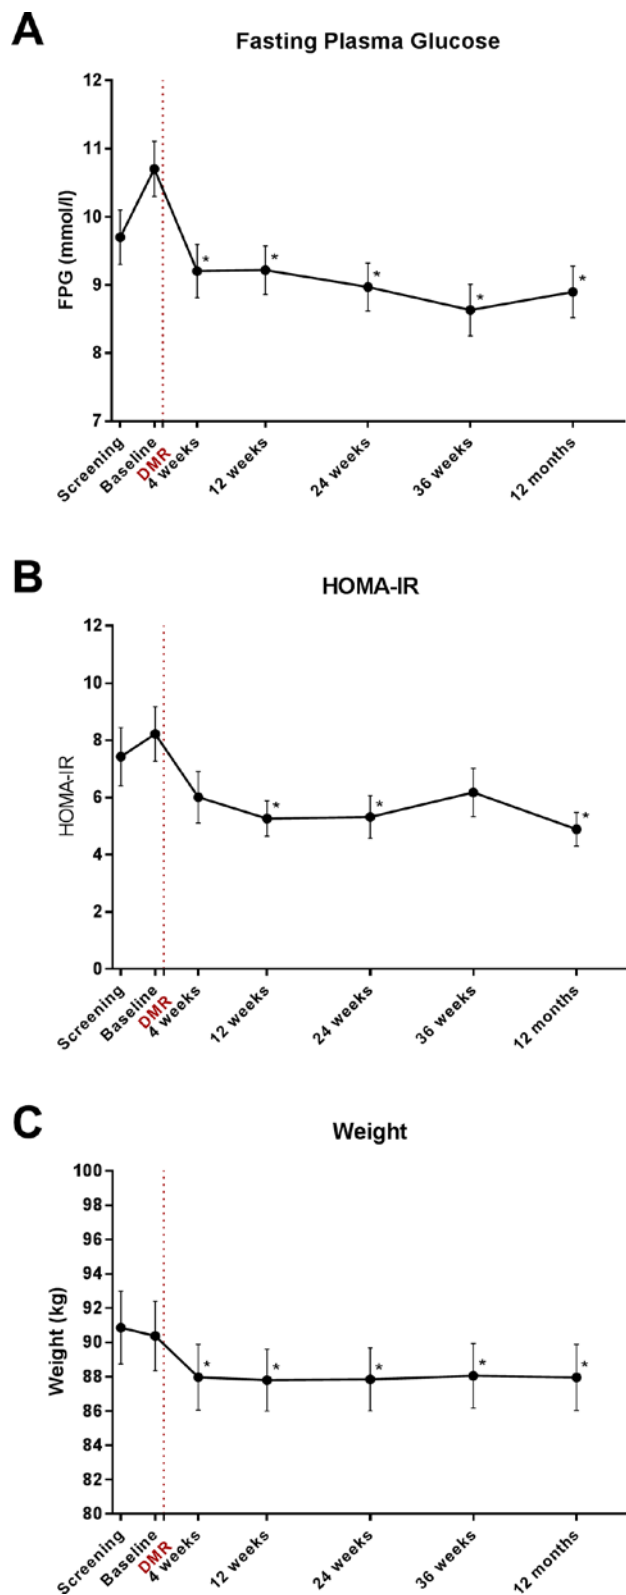 A
Fasting Plasma Glucose
FPG (mmol/l)
12
11
10
9
8
7
*
*
*
*
*
Screening
Baseline
DMR
4 weeks
12 weeks
24 weeks
36 weeks
12 months
B
HOMA-IR
HOMA-IR
12
10
8
6
4
2
0
*
*
*
Screening
Baseline
DMR
4 weeks
12 weeks
24 weeks
36 weeks
12 months
C
Weight
Weight (kg)
100
98
96
94
92
90
88
86
84
82
80
*
*
*
*
*
Screening
Baseline
DMR
4 weeks
12 weeks
24 weeks
36 weeks
12 months